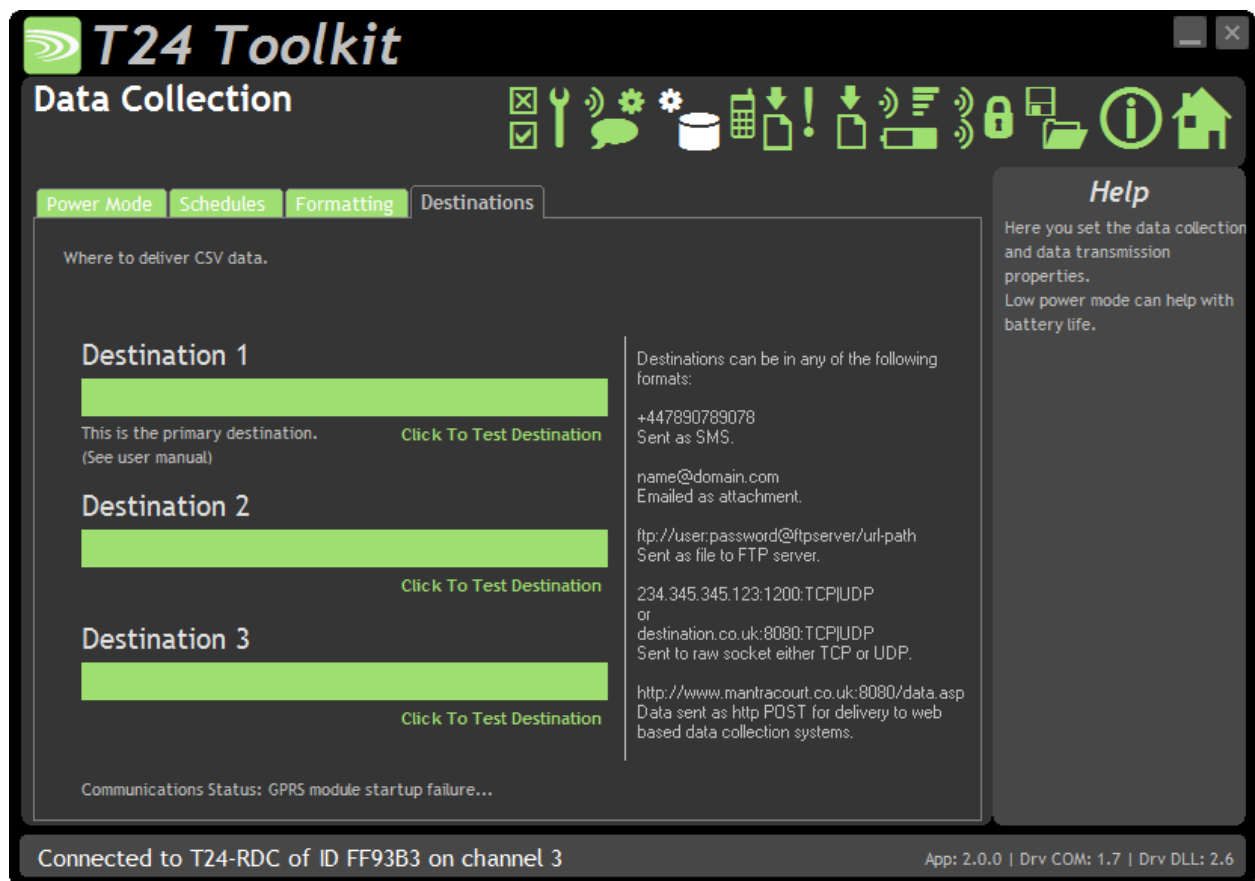 T24 Toolkit
Data Collection
Power Mode
Schedules
Formatting
Destinations
Where to deliver CSV data.
Destination 1
This is the primary destination.
(See user manual)
Click To Test Destination
Destination 2
Click To Test Destination
Destination 3
Click To Test Destination
Destinations can be in any of the following
formats:
+447890789078
Sent as SMS.
name@domain.com
Emailed as attachment.
ftp://user:password@ftpserver/url-path
Sent as file to FTP server.
234.345.345.123:1200:TCP|UDP
or
destination.co.uk:8080:TCP|UDP
Sent to raw socket either TCP or UDP.
http://www.mantracourt.co.uk:8080/data.asp
Data sent as http POST for delivery to web
based data collection systems.
Communications Status: GPRS module startup failure...
Help
Here you set the data collection
and data transmission
properties.
Low power mode can help with
battery life.
Connected to T24-RDC of ID FF93B3 on channel 3
App: 2.0.0 | Drv COM: 1.7 | Drv DLL: 2.6